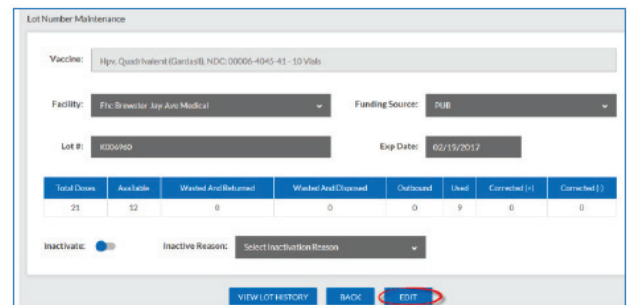 Lot Number Maintenance
Vaccine: Hpv, Quadrivalent (Gardasil), NDC: 00006-4045-41 - 10 Vials
Facility: Fhc Brewster Jay Ave Medical Funding Source: PUB
Lot #: K006960 Exp Date: 02/15/2017
Total Doses Available Wasted And Returned Wasted And Disposed Outbound Used Corrected (+) Corrected (-)
21 12 0 0 0 9 0 0
Inactivate: Inactive Reason: Select Inactivation Reason
VIEW LOT HISTORY BACK EDIT